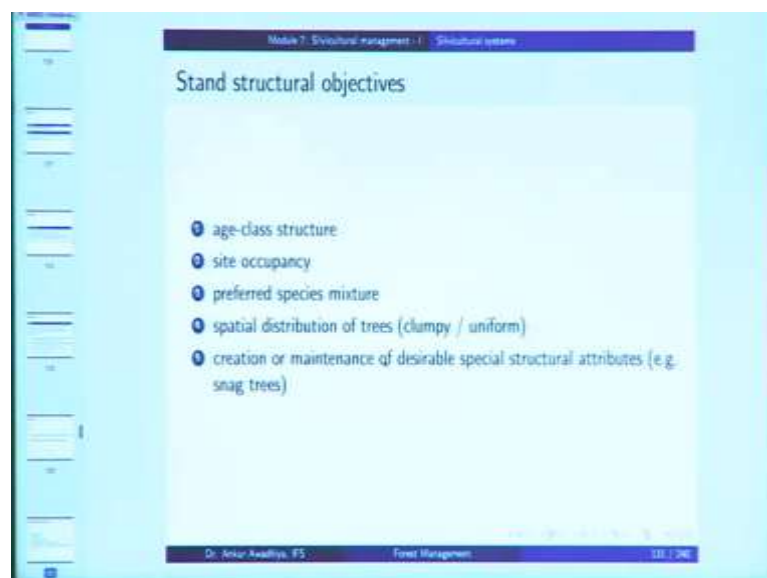 Module 7: Silvicultural management - I Silvicultural systems
Stand structural objectives
age-class structure
site occupancy
preferred species mixture
spatial distribution of trees (clumpy / uniform)
creation or maintenance of desirable special structural attributes (e.g.
snag trees)
Dr. Ankur Awadhiya, IFS Forest Management